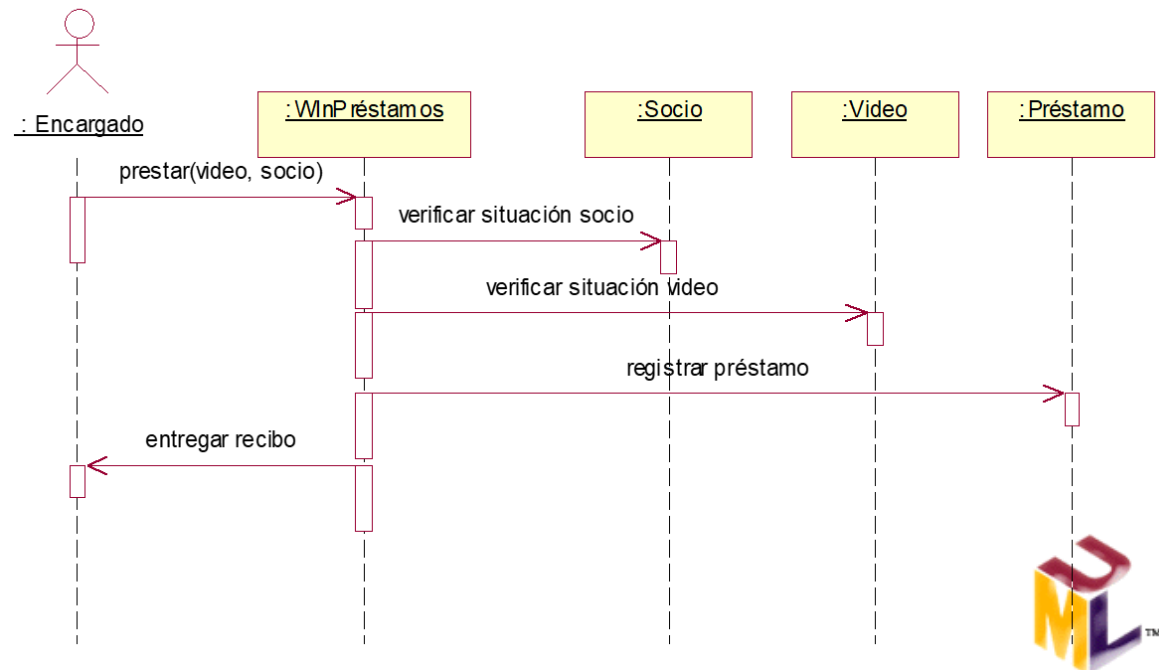 : Encargado
: WInPréstamos
:Socio
:Video
:Préstamo
prestar(video, socio)
verificar situación socio
verificar situación video
registrar préstamo
entregar recibo
UML TM